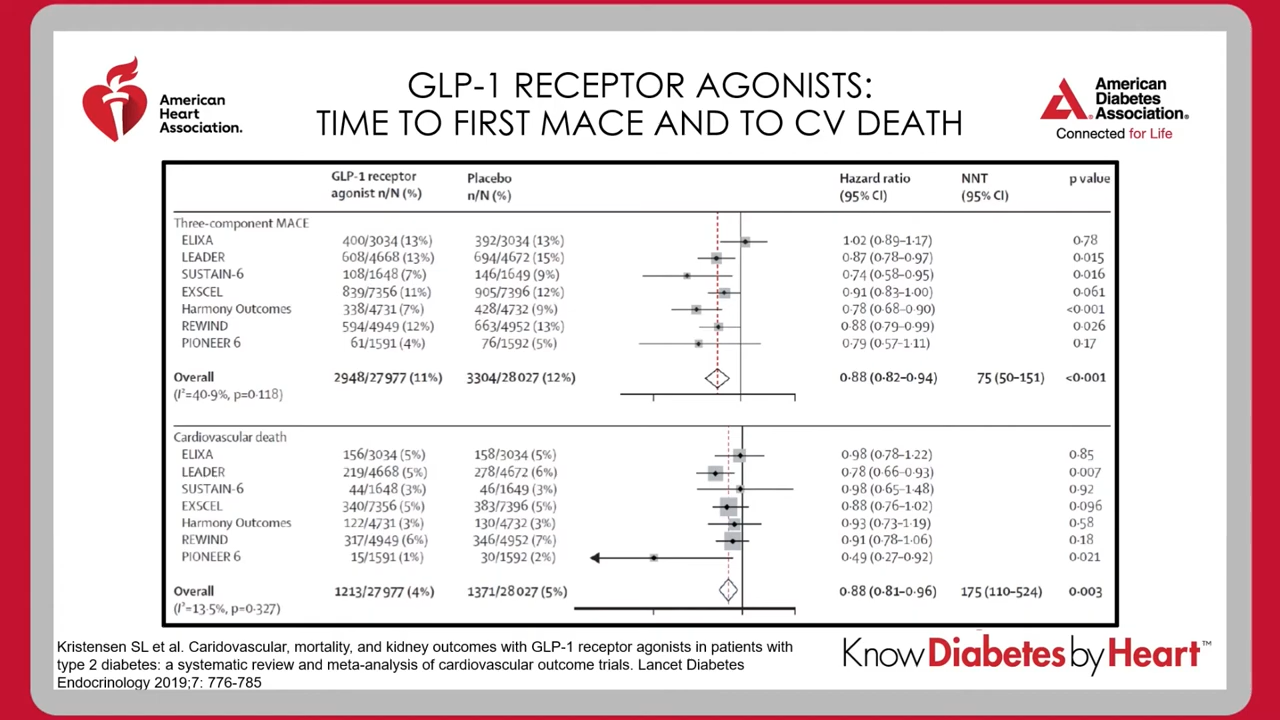 American
Heart
Association.
GLP-1 RECEPTOR AGONISTS:
TIME TO FIRST MACE AND TO CV DEATH
American
Diabetes
Association.
Connected for Life
GLP-1 receptor agonist n/N (%) Placebo n/N (%) Hazard ratio (95% CI) NNT (95% CI) p value
Three-component MACE
ELIXA 400/3034 (13%) 392/3034 (13%) 1·02 (0·89–1·17) 0·78
LEADER 608/4668 (13%) 694/4672 (15%) 0·87 (0·78–0·97) 0·015
SUSTAIN-6 108/1648 (7%) 146/1649 (9%) 0·74 (0·58–0·95) 0·016
EXSCEL 839/7356 (11%) 905/7396 (12%) 0·91 (0·83–1·00) 0·061
Harmony Outcomes 338/4731 (7%) 428/4732 (9%) 0·78 (0·68–0·90) <0·001
REWIND 594/4949 (12%) 663/4952 (13%) 0·88 (0·79–0·99) 0·026
PIONEER 6 61/1591 (4%) 76/1592 (5%) 0·79 (0·57–1·11) 0·17
Overall 2948/27977 (11%) 3304/28027 (12%) 0·88 (0·82–0·94) 75 (50–151) <0·001
(I²=40·9%, p=0·118)
Cardiovascular death
ELIXA 156/3034 (5%) 158/3034 (5%) 0·98 (0·78–1·22) 0·85
LEADER 219/4668 (5%) 278/4672 (6%) 0·78 (0·66–0·93) 0·007
SUSTAIN-6 44/1648 (3%) 46/1649 (3%) 0·98 (0·65–1·48) 0·92
EXSCEL 340/7356 (5%) 383/7396 (5%) 0·88 (0·76–1·02) 0·096
Harmony Outcomes 122/4731 (3%) 130/4732 (3%) 0·93 (0·73–1·19) 0·58
REWIND 317/4949 (6%) 346/4952 (7%) 0·91 (0·78–1·06) 0·18
PIONEER 6 15/1591 (1%) 30/1592 (2%) 0·49 (0·27–0·92) 0·021
Overall 1213/27977 (4%) 1371/28027 (5%) 0·88 (0·81–0·96) 175 (110–524) 0·003
(I²=13·5%, p=0·327)
Kristensen SL et al. Caridovascular, mortality, and kidney outcomes with GLP-1 receptor agonists in patients with
type 2 diabetes: a systematic review and meta-analysis of cardiovascular outcome trials. Lancet Diabetes
Endocrinology 2019;7: 776-785
Know Diabetes by Heart™